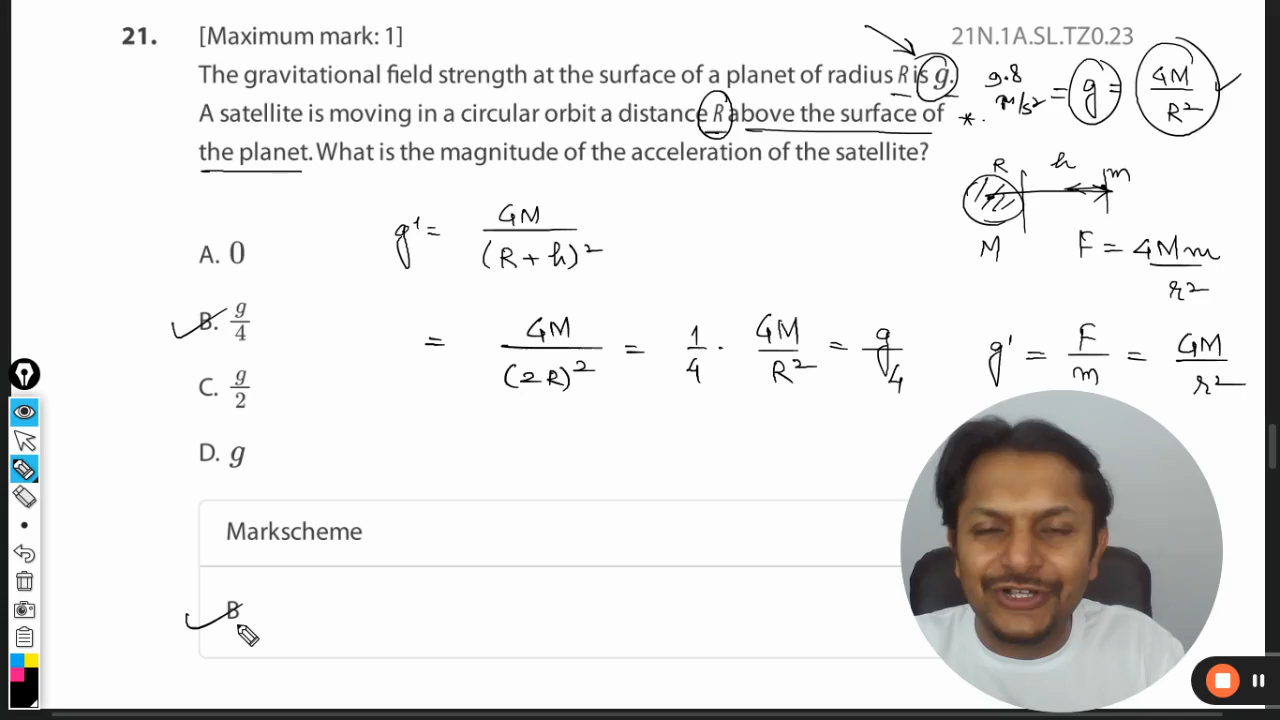 21. [Maximum mark: 1] 21N.1A.SL.TZ0.23
The gravitational field strength at the surface of a planet of radius R is g.
A satellite is moving in a circular orbit a distance R above the surface of
the planet. What is the magnitude of the acceleration of the satellite?
9.8 m/s² = g = GM/R²
*.
R h m
M
F = GMm/r²
g' = GM/(R + h)²
A. 0
B. g/4
= GM/(2R)² = 1/4 · GM/R² = g/4
g' = F/m = GM/r²
C. g/2
D. g
Markscheme
B